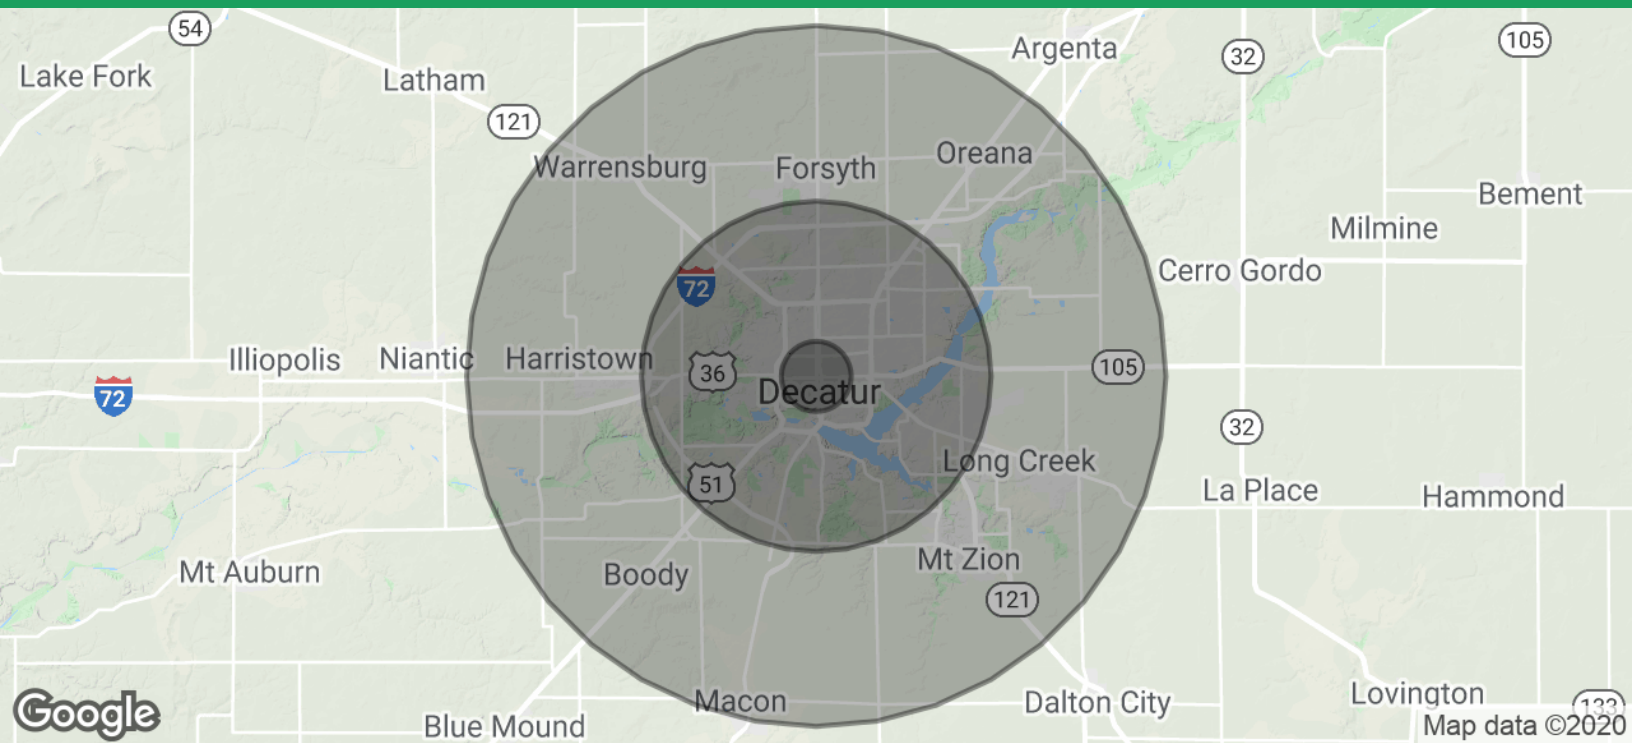 54
105
Argenta
32
Lake Fork
Latham
121
Oreana
Warrensburg
Forsyth
Bement
Milmine
Cerro Gordo
72
Illiopolis
Niantic
Harristown
36
105
Decatur
72
32
Long Creek
51
La Place
Hammond
Mt Zion
Mt Auburn
Boody
121
Lovington
Macon
Dalton City
133
Google
Blue Mound
Map data ©2020